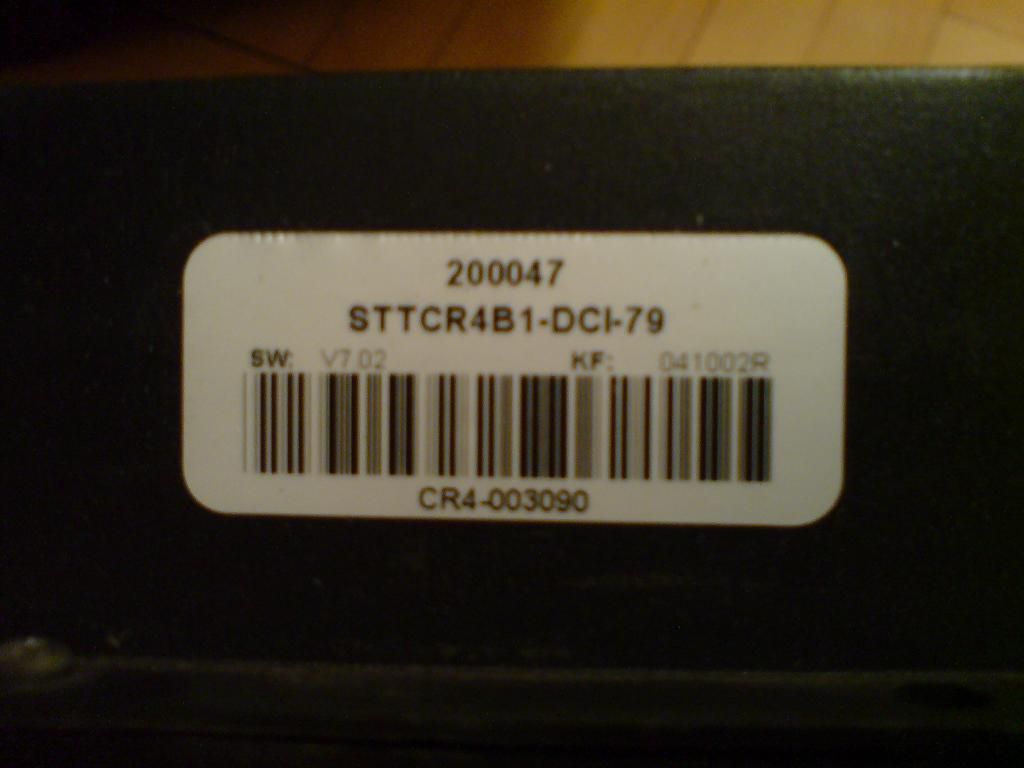 200047
STTCR4B1-DCI-79
SW: V7.02 KF: 041002R
CR4-003090